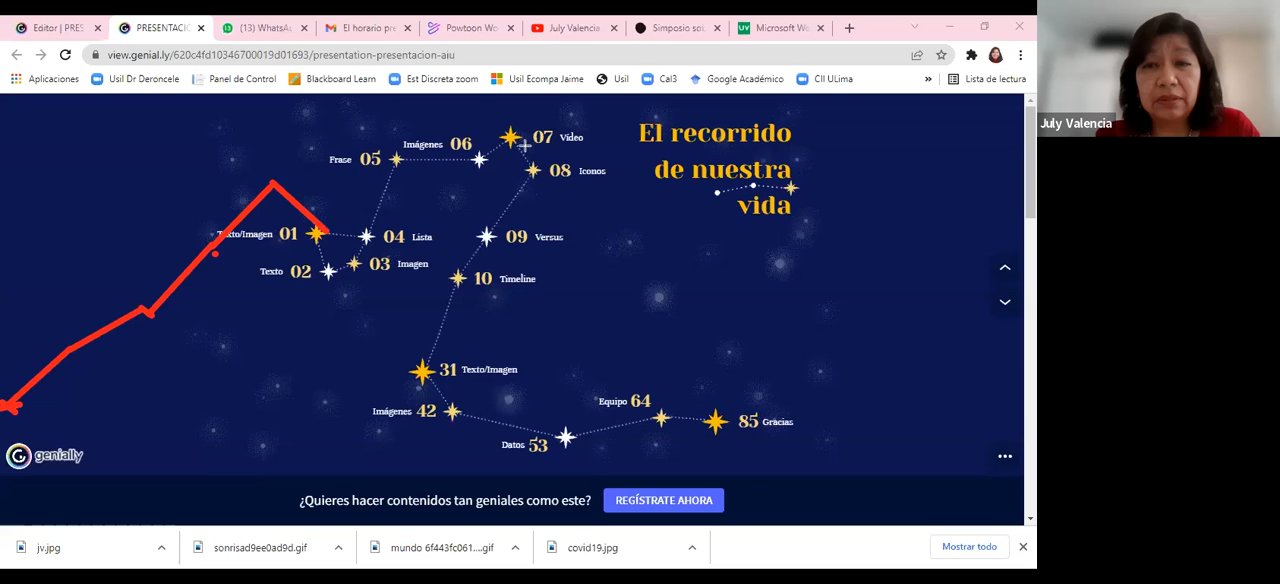 Editor | PRES
PRESENTACIO
(13) WhatsA
El horario pre
Powtoon Wo
July Valencia
Simposio sob
Microsoft We
view.genial.ly/620c4fd10346700019d01693/presentation-presentacion-aiu
Aplicaciones
Usil Dr Deroncele
Panel de Control
Blackboard Learn
Est Discreta zoom
Usil Ecompa Jaime
Usil
Cal3
Google Académico
CII ULima
»
Lista de lectura
July Valencia
El recorrido
de nuestra
vida
Imágenes 06
07 Vídeo
Frase 05
08 Iconos
Texto/Imagen 01
04 Lista
09 Versus
Texto 02
03 Imagen
10 Timeline
31 Texto/Imagen
Imágenes 42
Equipo 64
85 Gracias
Datos 53
genially
¿Quieres hacer contenidos tan geniales como este?
REGÍSTRATE AHORA
jv.jpg
sonrisad9ee0ad9d.gif
mundo 6f443fc061....gif
covid19.jpg
Mostrar todo